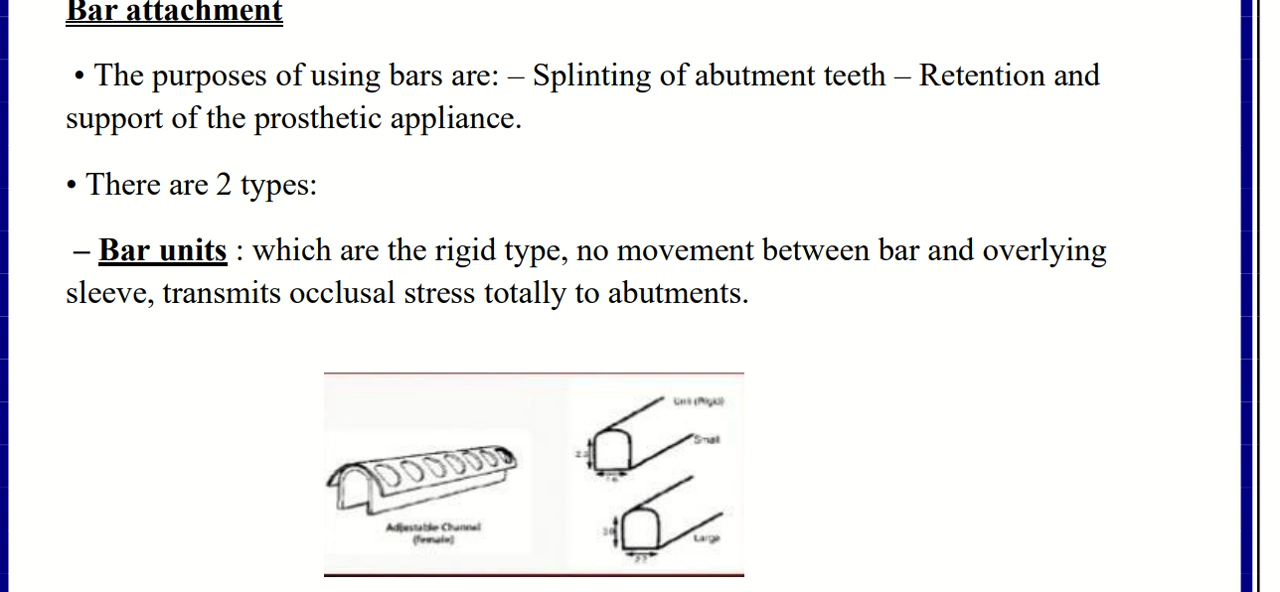 Bar attachment
• The purposes of using bars are: – Splinting of abutment teeth – Retention and
support of the prosthetic appliance.
• There are 2 types:
– Bar units : which are the rigid type, no movement between bar and overlying
sleeve, transmits occlusal stress totally to abutments.
Unit (Rigid)
Small
Adjustable Channel
(female)
Large